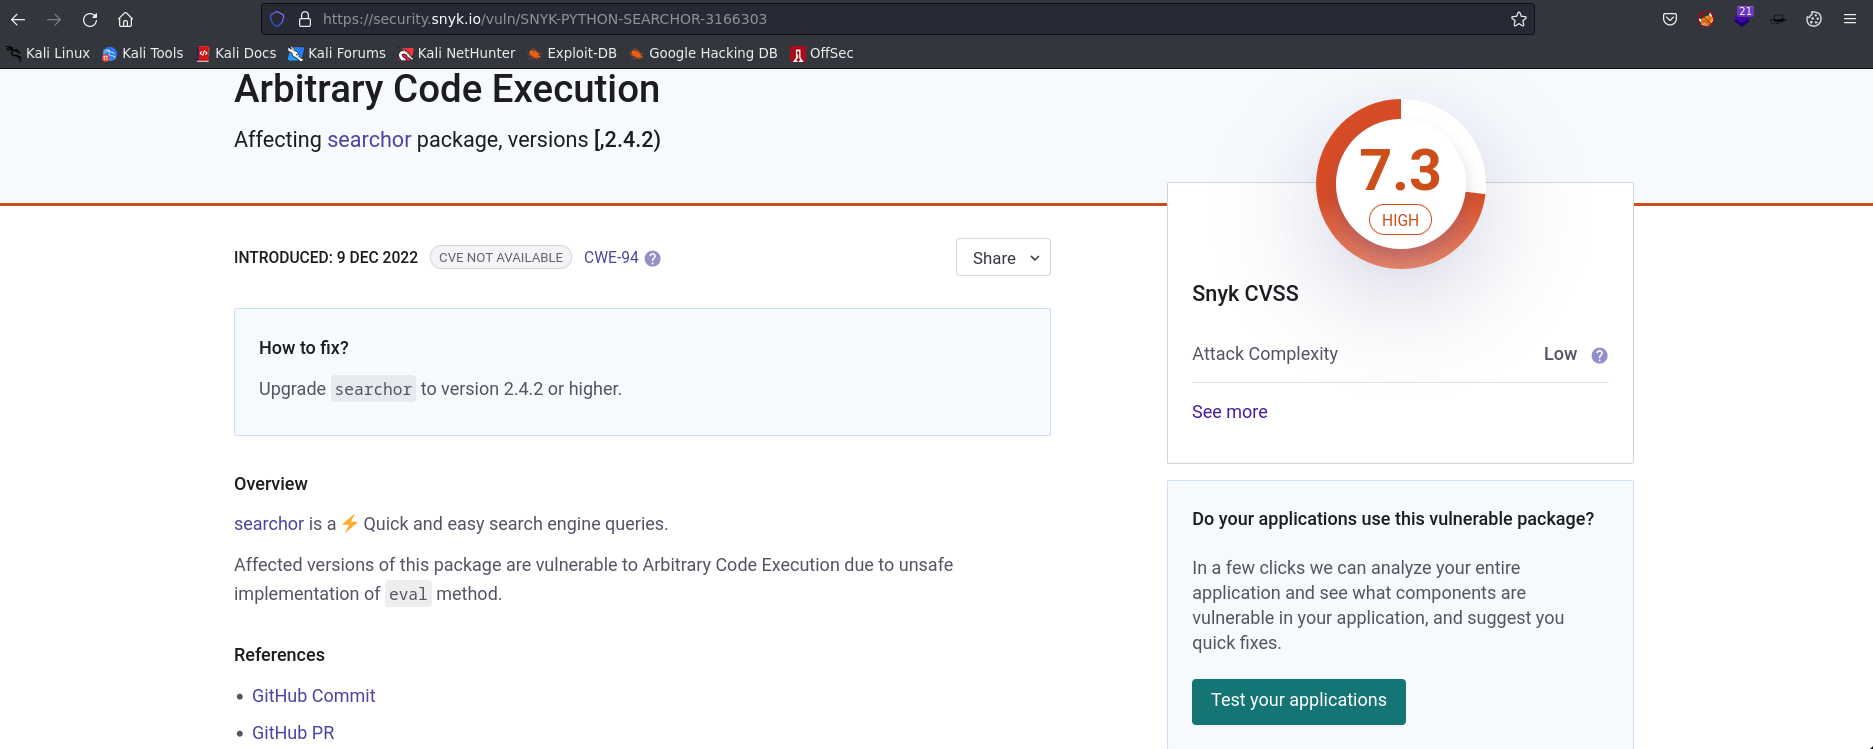 https://security.snyk.io/vuln/SNYK-PYTHON-SEARCHOR-3166303
21
Kali Linux Kali Tools Kali Docs Kali Forums Kali NetHunter Exploit-DB Google Hacking DB OffSec
Arbitrary Code Execution
Affecting searchor package, versions [,2.4.2)
7.3
HIGH
INTRODUCED: 9 DEC 2022 CVE NOT AVAILABLE CWE-94 ?
Share
How to fix?
Upgrade searchor to version 2.4.2 or higher.
Overview
searchor is a ⚡ Quick and easy search engine queries.
Affected versions of this package are vulnerable to Arbitrary Code Execution due to unsafe
implementation of eval method.
References
• GitHub Commit
• GitHub PR
Snyk CVSS
Attack Complexity Low ?
See more
Do your applications use this vulnerable package?
In a few clicks we can analyze your entire
application and see what components are
vulnerable in your application, and suggest you
quick fixes.
Test your applications